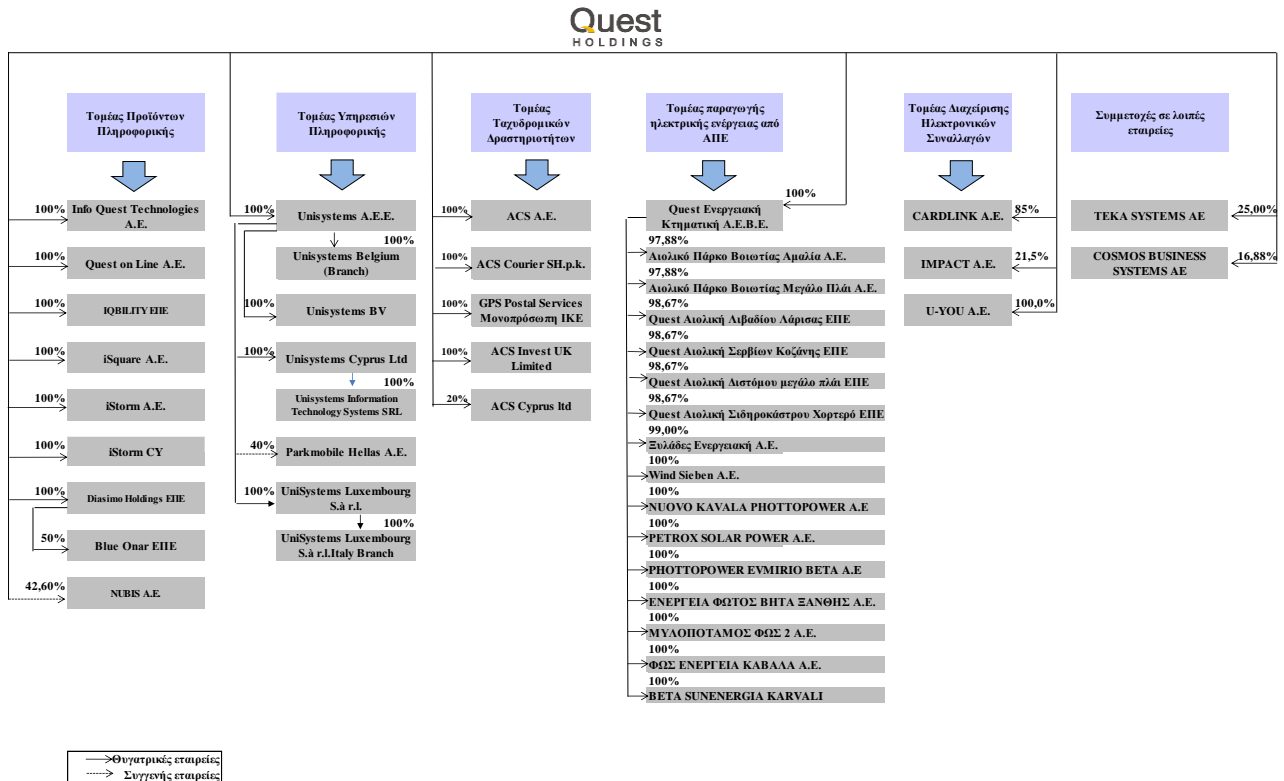 Quest
HOLDINGS
Τομέας Προϊόντων
Πληροφορικής
100%
Info Quest Technologies
Α.Ε.
100%
Quest on Line Α.Ε.
100%
IQBILITY ΕΠΕ
100%
iSquare Α.Ε.
100%
iStorm Α.Ε.
100%
iStorm CY
100%
Diasimo Holdings ΕΠΕ
50%
Blue Onar ΕΠΕ
42,60%
NUBIS Α.Ε.
Τομέας Υπηρεσιών
Πληροφορικής
100%
Unisystems Α.Ε.Ε.
100%
Unisystems Belgium
(Branch)
100%
Unisystems BV
100%
Unisystems Cyprus Ltd
100%
Unisystems Information
Technology Systems SRL
40%
Parkmobile Hellas Α.Ε.
100%
UniSystems Luxembourg
S.à r.l.
100%
UniSystems Luxembourg
S.à r.l.Italy Branch
Τομέας
Ταχυδρομικών
Δραστηριοτήτων
100%
ACS Α.Ε.
100%
ACS Courier SH.p.k.
100%
GPS Postal Services
Μονοπρόσωπη ΙΚΕ
100%
ACS Invest UK
Limited
20%
ACS Cyprus ltd
Τομέας παραγωγής
ηλεκτρικής ενέργειας από
ΑΠΕ
100%
Quest Ενεργειακή
Κτηματική Α.Ε.Β.Ε.
97,88%
Αιολικό Πάρκο Βοιωτίας Αμαλία Α.Ε.
97,88%
Αιολικό Πάρκο Βοιωτίας Μεγάλο Πλάι Α.Ε.
98,67%
Quest Αιολική Λιβαδίου Λάρισας ΕΠΕ
98,67%
Quest Αιολική Σερβίων Κοζάνης ΕΠΕ
98,67%
Quest Αιολική Διστόμου μεγάλο πλάι ΕΠΕ
98,67%
Quest Αιολική Σιδηροκάστρου Χορτερό ΕΠΕ
99,00%
Ξυλάδες Ενεργειακή Α.Ε.
100%
Wind Sieben Α.Ε.
100%
NUOVO KAVALA PHOTTOPOWER A.E
100%
PETROX SOLAR POWER Α.Ε.
100%
PHOTTOPOWER EVMIRIO BETA A.E
100%
ΕΝΕΡΓΕΙΑ ΦΩΤΟΣ ΒΗΤΑ ΞΑΝΘΗΣ Α.Ε.
100%
ΜΥΛΟΠΟΤΑΜΟΣ ΦΩΣ 2 Α.Ε.
100%
ΦΩΣ ΕΝΕΡΓΕΙΑ ΚΑΒΑΛΑ Α.Ε.
100%
BETA SUNENERGIA KARVALI
Τομέας Διαχείρισης
Ηλεκτρονικών
Συναλλαγών
CARDLINK Α.Ε.
85%
IMPACT Α.Ε.
21,5%
U-YOU Α.Ε.
100,0%
Συμμετοχές σε λοιπές
εταιρείες
TEKA SYSTEMS ΑΕ
25,00%
COSMOS BUSINESS
SYSTEMS ΑΕ
16,88%
Θυγατρικές εταιρείες
Συγγενής εταιρείες